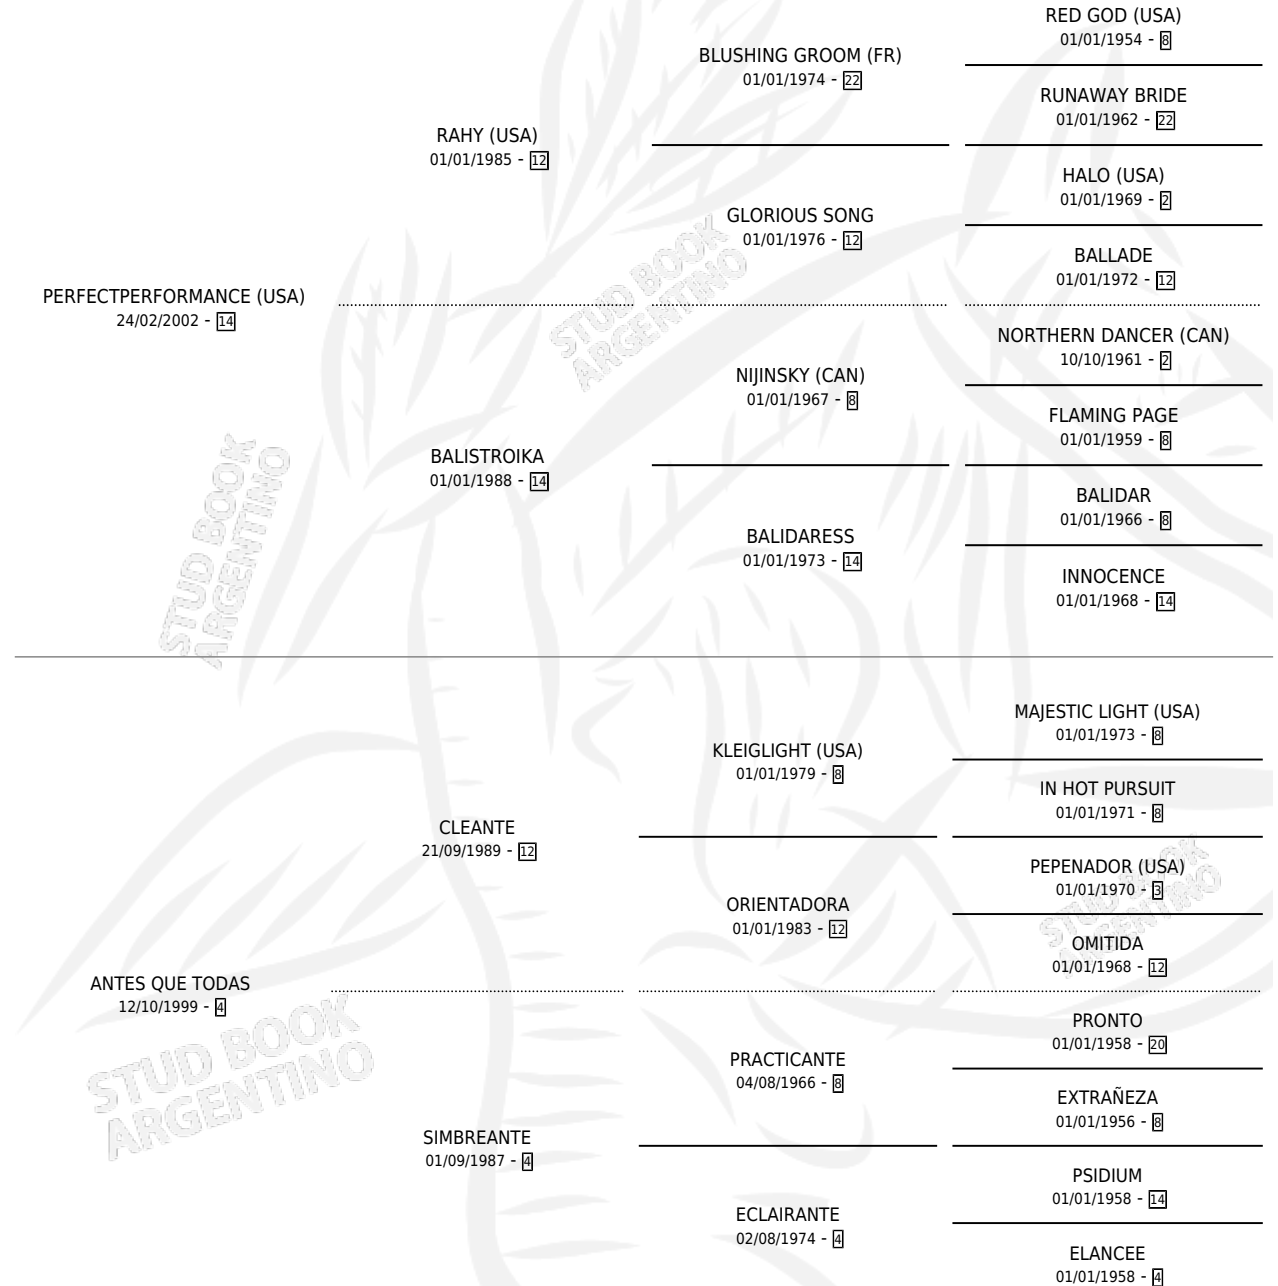 RED GOD (USA)
01/01/1954 - 8
BLUSHING GROOM (FR)
01/01/1974 - 22
RUNAWAY BRIDE
01/01/1962 - 22
RAHY (USA)
01/01/1985 - 12
HALO (USA)
01/01/1969 - 2
GLORIOUS SONG
01/01/1976 - 12
BALLADE
01/01/1972 - 12
PERFECTPERFORMANCE (USA)
24/02/2002 - 14
NORTHERN DANCER (CAN)
10/10/1961 - 2
NIJINSKY (CAN)
01/01/1967 - 8
FLAMING PAGE
01/01/1959 - 8
BALISTROIKA
01/01/1988 - 14
BALIDAR
01/01/1966 - 8
BALIDARESS
01/01/1973 - 14
INNOCENCE
01/01/1968 - 14
MAJESTIC LIGHT (USA)
01/01/1973 - 8
KLEIGLIGHT (USA)
01/01/1979 - 8
IN HOT PURSUIT
01/01/1971 - 8
CLEANTE
21/09/1989 - 12
PEPENADOR (USA)
01/01/1970 - 3
ORIENTADORA
01/01/1983 - 12
OMITIDA
01/01/1968 - 12
ANTES QUE TODAS
12/10/1999 - 4
PRONTO
01/01/1958 - 20
PRACTICANTE
04/08/1966 - 8
EXTRAÑEZA
01/01/1956 - 8
SIMBREANTE
01/09/1987 - 4
PSIDIUM
01/01/1958 - 14
ECLAIRANTE
02/08/1974 - 4
ELANCEE
01/01/1958 - 4
STUD BOOK
ARGENTINO
STUD BOOK
ARGENTINO
STUD BOOK
ARGENTINO
STUD BOOK
ARGENTINO